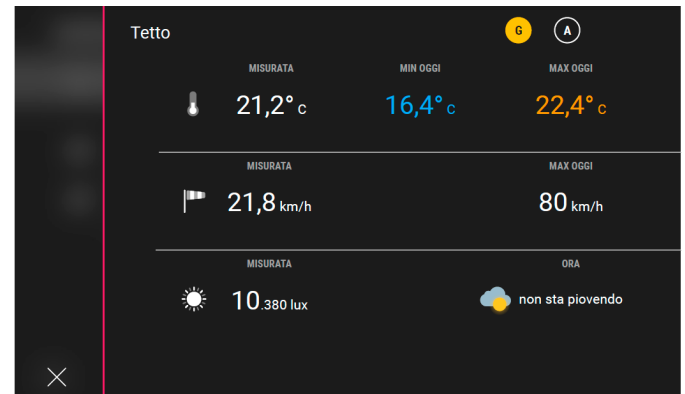 Tetto G A
MISURATA MIN OGGI MAX OGGI
21,2° c 16,4° c 22,4° c
MISURATA MAX OGGI
21,8 km/h 80 km/h
MISURATA ORA
10.380 lux non sta piovendo